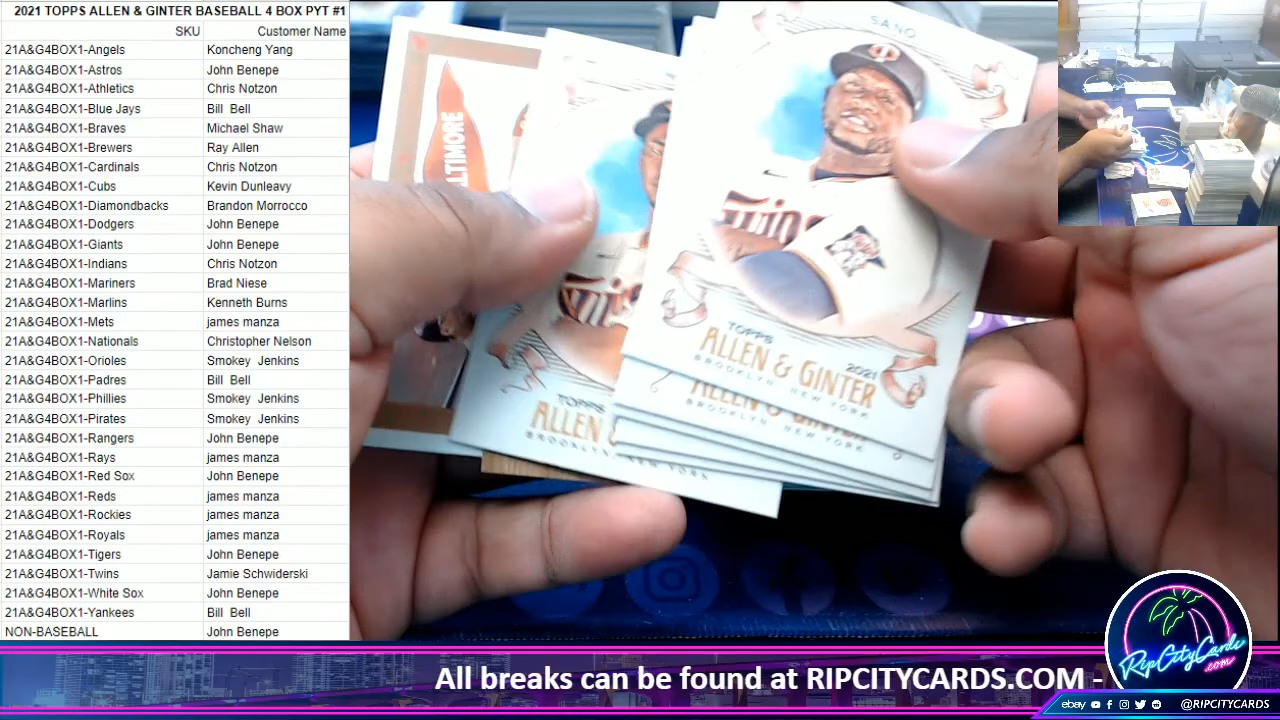 2021 TOPPS ALLEN & GINTER BASEBALL 4 BOX PYT #1
SKU Customer Name
21A&G4BOX1-Angels Koncheng Yang
21A&G4BOX1-Astros John Benepe
21A&G4BOX1-Athletics Chris Notzon
21A&G4BOX1-Blue Jays Bill Bell
21A&G4BOX1-Braves Michael Shaw
21A&G4BOX1-Brewers Ray Allen
21A&G4BOX1-Cardinals Chris Notzon
21A&G4BOX1-Cubs Kevin Dunleavy
21A&G4BOX1-Diamondbacks Brandon Morrocco
21A&G4BOX1-Dodgers John Benepe
21A&G4BOX1-Giants John Benepe
21A&G4BOX1-Indians Chris Notzon
21A&G4BOX1-Mariners Brad Niese
21A&G4BOX1-Marlins Kenneth Burns
21A&G4BOX1-Mets james manza
21A&G4BOX1-Nationals Christopher Nelson
21A&G4BOX1-Orioles Smokey Jenkins
21A&G4BOX1-Padres Bill Bell
21A&G4BOX1-Phillies Smokey Jenkins
21A&G4BOX1-Pirates Smokey Jenkins
21A&G4BOX1-Rangers John Benepe
21A&G4BOX1-Rays james manza
21A&G4BOX1-Red Sox John Benepe
21A&G4BOX1-Reds james manza
21A&G4BOX1-Rockies james manza
21A&G4BOX1-Royals james manza
21A&G4BOX1-Tigers John Benepe
21A&G4BOX1-Twins Jamie Schwiderski
21A&G4BOX1-White Sox John Benepe
21A&G4BOX1-Yankees Bill Bell
NON-BASEBALL John Benepe
SANO
Twins
TOPPS 2021
ALLEN & GINTER
BROOKLYN NEW YORK
ALLEN & GINTER
BROOKLYN NEW YORK
TOPPS
ALLEN
BROOKLYN NEW YORK
All breaks can be found at RIPCITYCARDS.COM -
RipCityCards
.com
ebay @RIPCITYCARDS